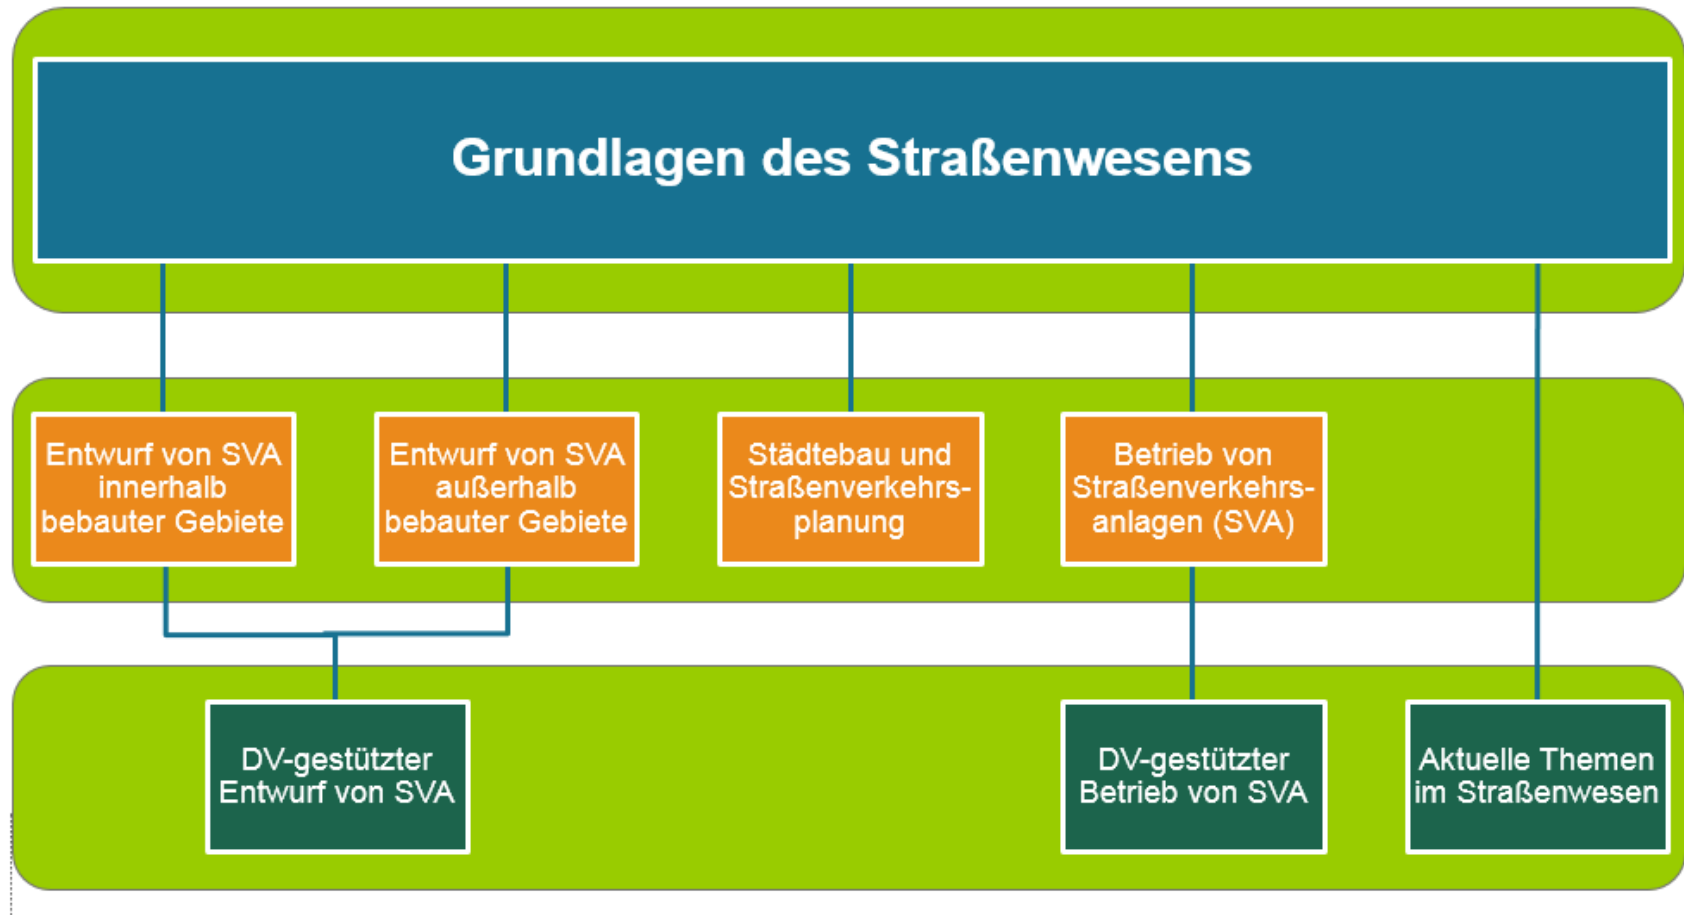 Grundlagen des Straßenwesens
Entwurf von SVA
innerhalb
bebauter Gebiete
Entwurf von SVA
außerhalb
bebauter Gebiete
Städtebau und
Straßenverkehrs-
planung
Betrieb von
Straßenverkehrs-
anlagen (SVA)
DV-gestützter
Entwurf von SVA
DV-gestützter
Betrieb von SVA
Aktuelle Themen
im Straßenwesen